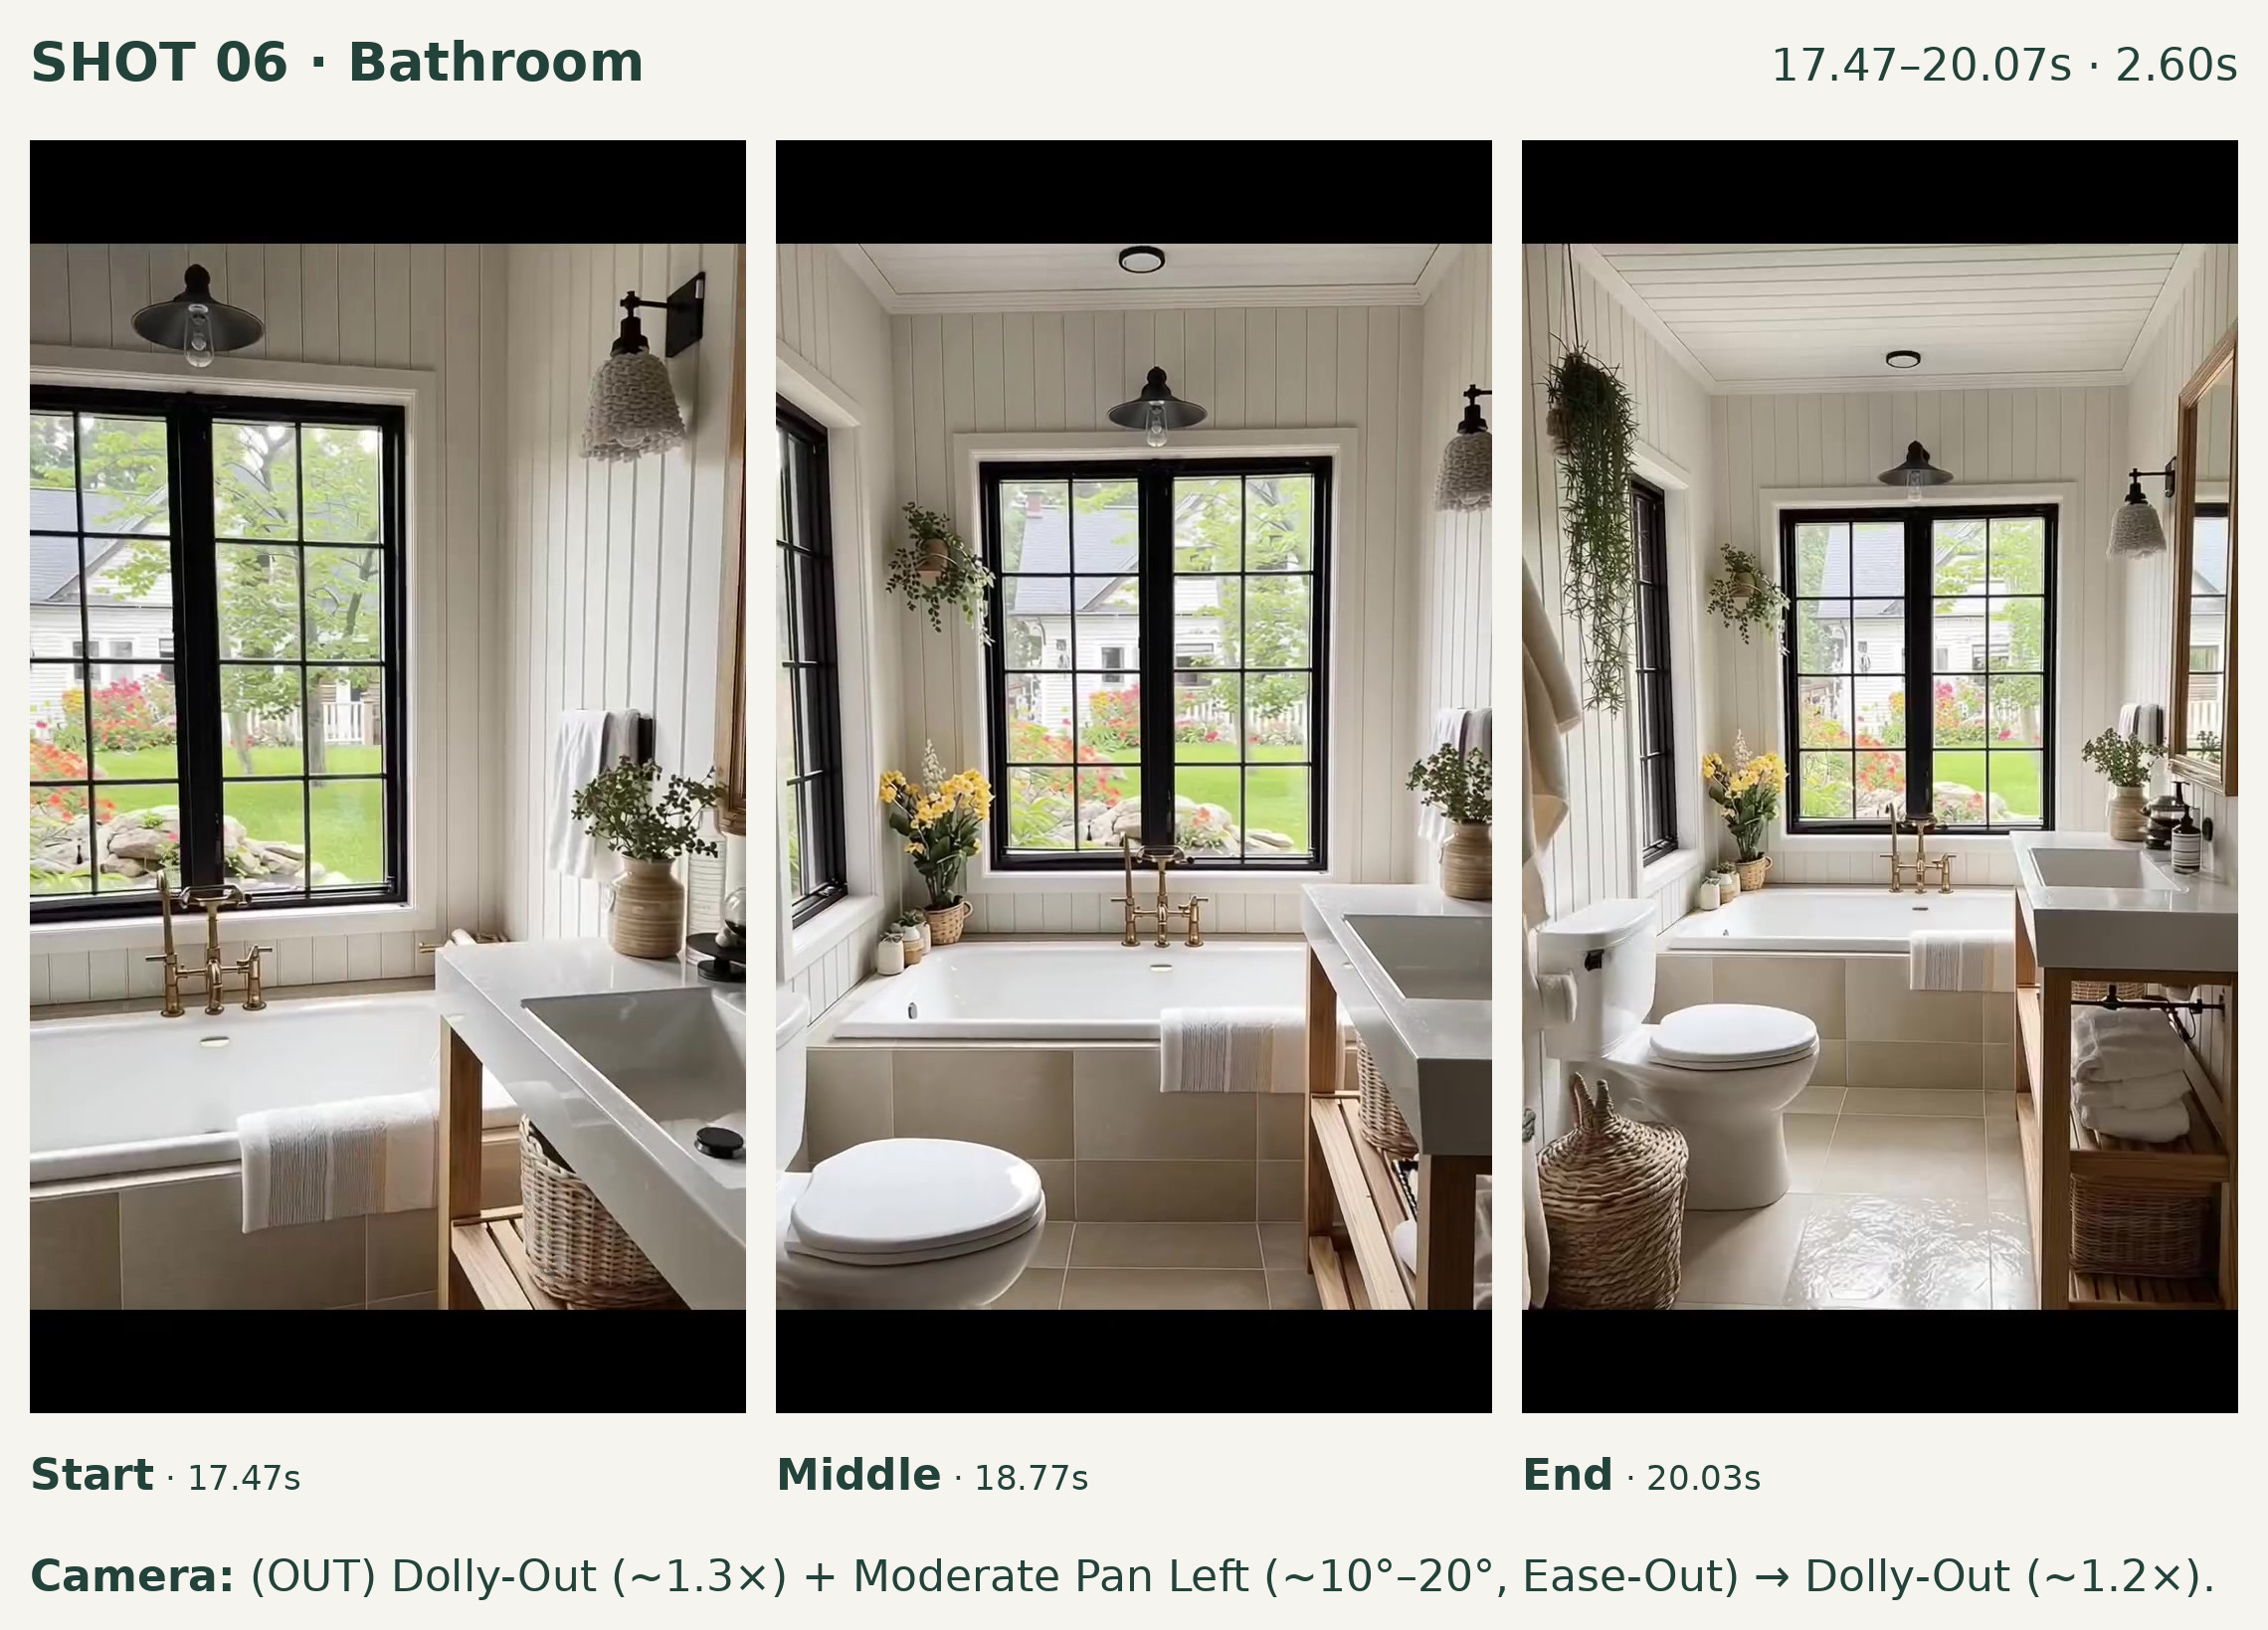 SHOT 06 · Bathroom
17.47–20.07s · 2.60s
Start · 17.47s
Middle · 18.77s
End · 20.03s
Camera: (OUT) Dolly-Out (~1.3×) + Moderate Pan Left (~10°–20°, Ease-Out) → Dolly-Out (~1.2×).